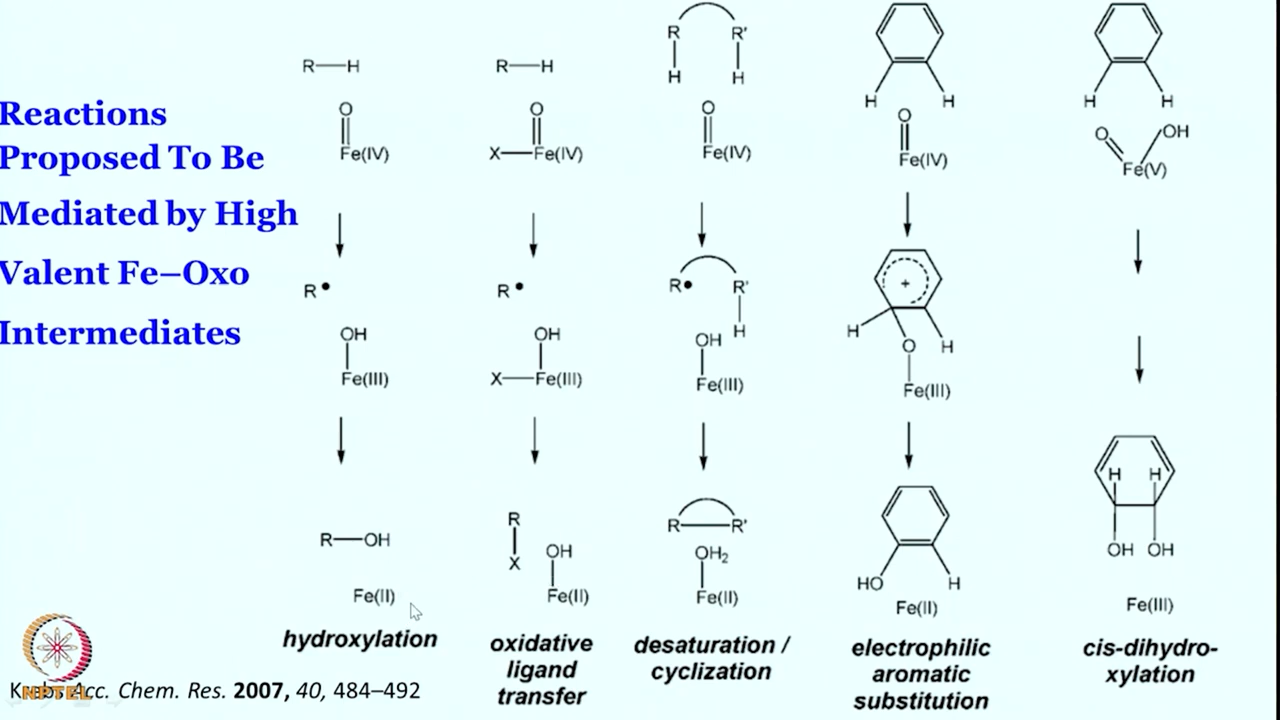 Reactions
Proposed To Be
Mediated by High
Valent Fe–Oxo
Intermediates
R—H
O
Fe(IV)
R•
OH
Fe(III)
R—OH
Fe(II)
hydroxylation
R—H
O
X—Fe(IV)
R•
OH
X—Fe(III)
R
X
OH
Fe(II)
oxidative
ligand
transfer
R R'
H H
O
Fe(IV)
R• R'
H
OH
Fe(III)
R—R'
OH2
Fe(II)
desaturation /
cyclization
H H
O
Fe(IV)
+
H
O H
Fe(III)
HO H
Fe(II)
electrophilic
aromatic
substitution
H H
O OH
Fe(V)
H H
OH OH
Fe(III)
cis-dihydro-
xylation
Acc. Chem. Res. 2007, 40, 484–492
NPTEL